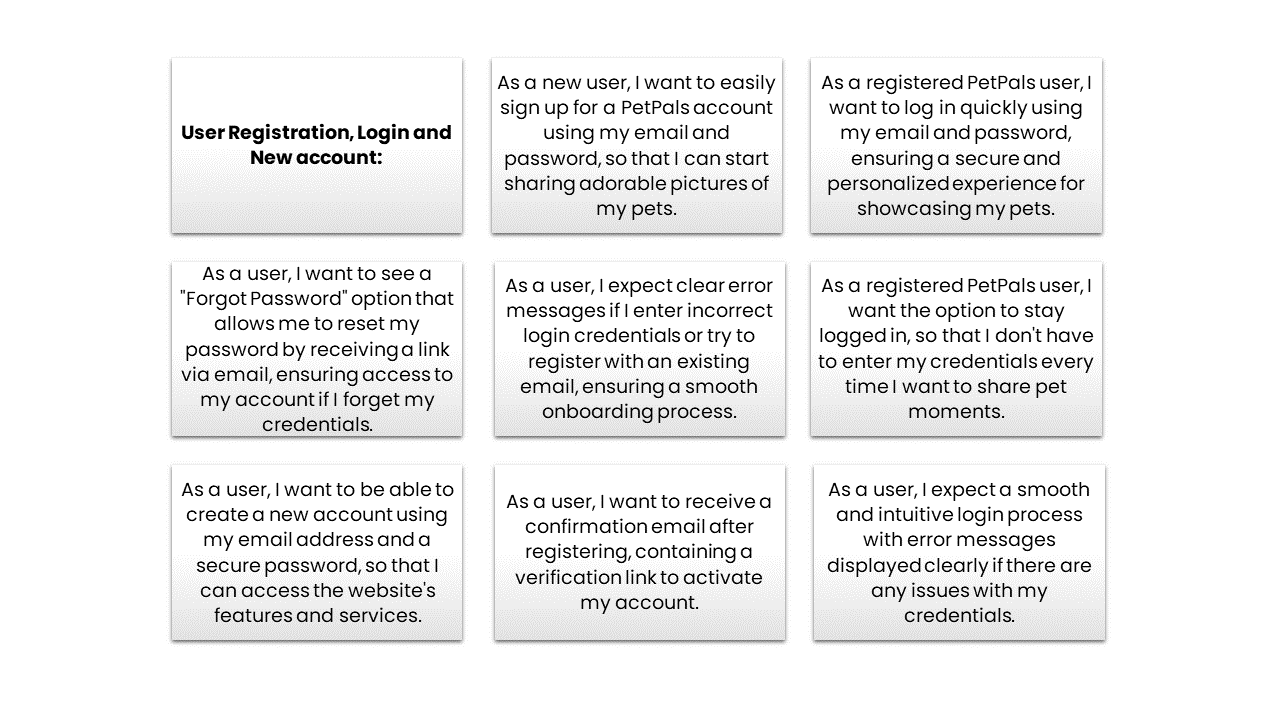 User Registration, Login and
New account:
As a new user, I want to easily
sign up for a PetPals account
using my email and
password, so that I can start
sharing adorable pictures of
my pets.
As a registered PetPals user, I
want to log in quickly using
my email and password,
ensuring a secure and
personalized experience for
showcasing my pets.
As a user, I want to see a
"Forgot Password" option that
allows me to reset my
password by receiving a link
via email, ensuring access to
my account if I forget my
credentials.
As a user, I expect clear error
messages if I enter incorrect
login credentials or try to
register with an existing
email, ensuring a smooth
onboarding process.
As a registered PetPals user, I
want the option to stay
logged in, so that I don't have
to enter my credentials every
time I want to share pet
moments.
As a user, I want to be able to
create a new account using
my email address and a
secure password, so that I
can access the website's
features and services.
As a user, I want to receive a
confirmation email after
registering, containing a
verification link to activate
my account.
As a user, I expect a smooth
and intuitive login process
with error messages
displayed clearly if there are
any issues with my
credentials.